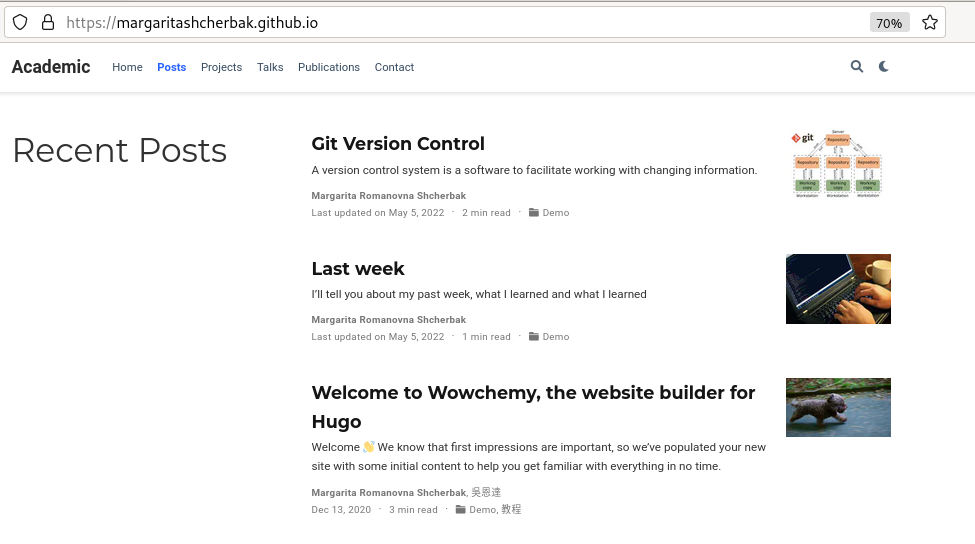 https://margaritashcherbak.github.io 70%
Academic Home Posts Projects Talks Publications Contact
Recent Posts
Git Version Control
A version control system is a software to facilitate working with changing information.
Margarita Romanovna Shcherbak
Last updated on May 5, 2022 · 2 min read · Demo
git
Server
Repository
Repository Repository Repository
Working copy Working copy Working copy
Workstation Workstation Workstation
Last week
I'll tell you about my past week, what I learned and what I learned
Margarita Romanovna Shcherbak
Last updated on May 5, 2022 · 1 min read · Demo
Welcome to Wowchemy, the website builder for
Hugo
Welcome 👋 We know that first impressions are important, so we've populated your new
site with some initial content to help you get familiar with everything in no time.
Margarita Romanovna Shcherbak, 吳恩達
Dec 13, 2020 · 3 min read · Demo, 教程